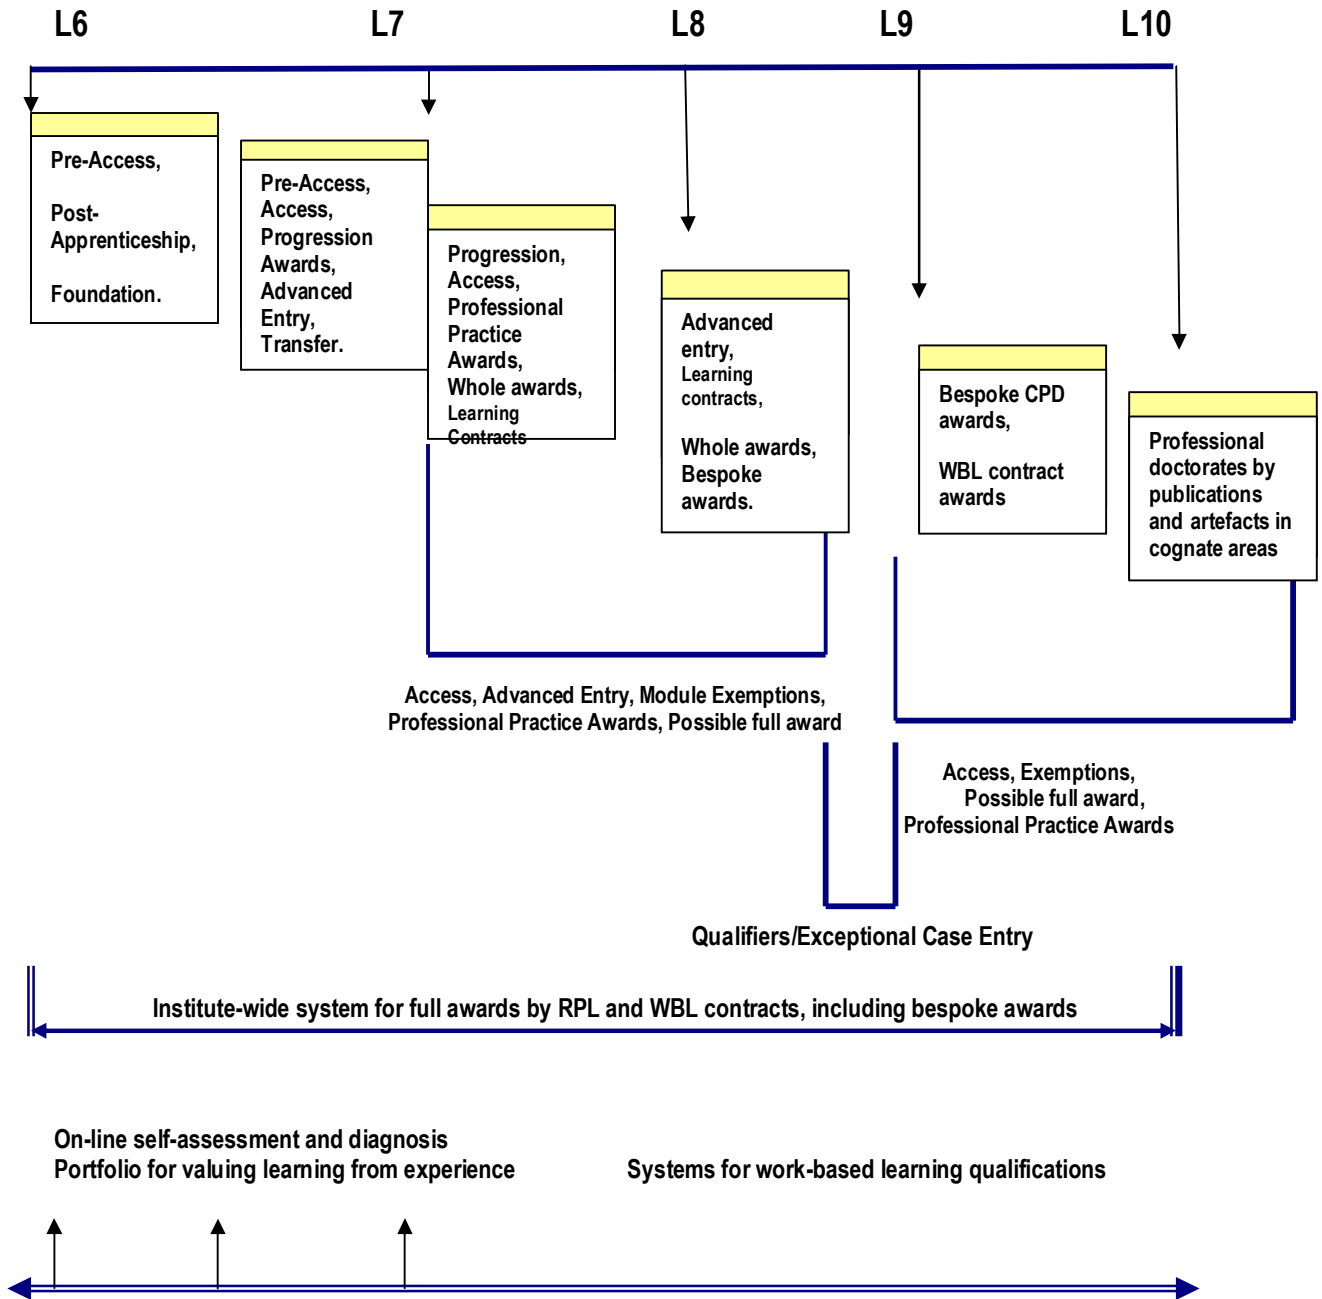 L6 L7 L8 L9 L10
Pre-Access,
Post-
Apprenticeship,
Foundation.
Pre-Access,
Access,
Progression
Awards,
Advanced
Entry,
Transfer.
Progression,
Access,
Professional
Practice
Awards,
Whole awards,
Learning
Contracts
Advanced
entry,
Learning
contracts,
Whole awards,
Bespoke
awards.
Bespoke CPD
awards,
WBL contract
awards
Professional
doctorates by
publications
and artefacts in
cognate areas
Access, Advanced Entry, Module Exemptions,
Professional Practice Awards, Possible full award
Access, Exemptions,
Possible full award,
Professional Practice Awards
Qualifiers/Exceptional Case Entry
Institute-wide system for full awards by RPL and WBL contracts, including bespoke awards
On-line self-assessment and diagnosis
Portfolio for valuing learning from experience
Systems for work-based learning qualifications